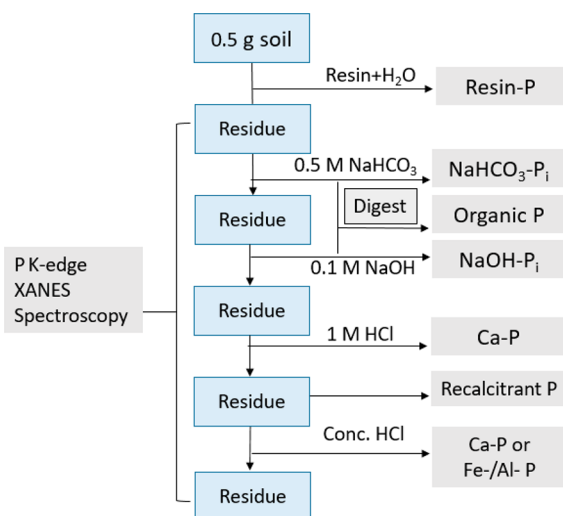 0.5 g soil
Resin+H₂O
Resin-P
Residue
0.5 M NaHCO₃
NaHCO₃-Pᵢ
Residue
Digest
Organic P
0.1 M NaOH
NaOH-Pᵢ
P K-edge
XANES
Spectroscopy
Residue
1 M HCl
Ca-P
Residue
Recalcitrant P
Conc. HCl
Ca-P or
Fe-/Al- P
Residue